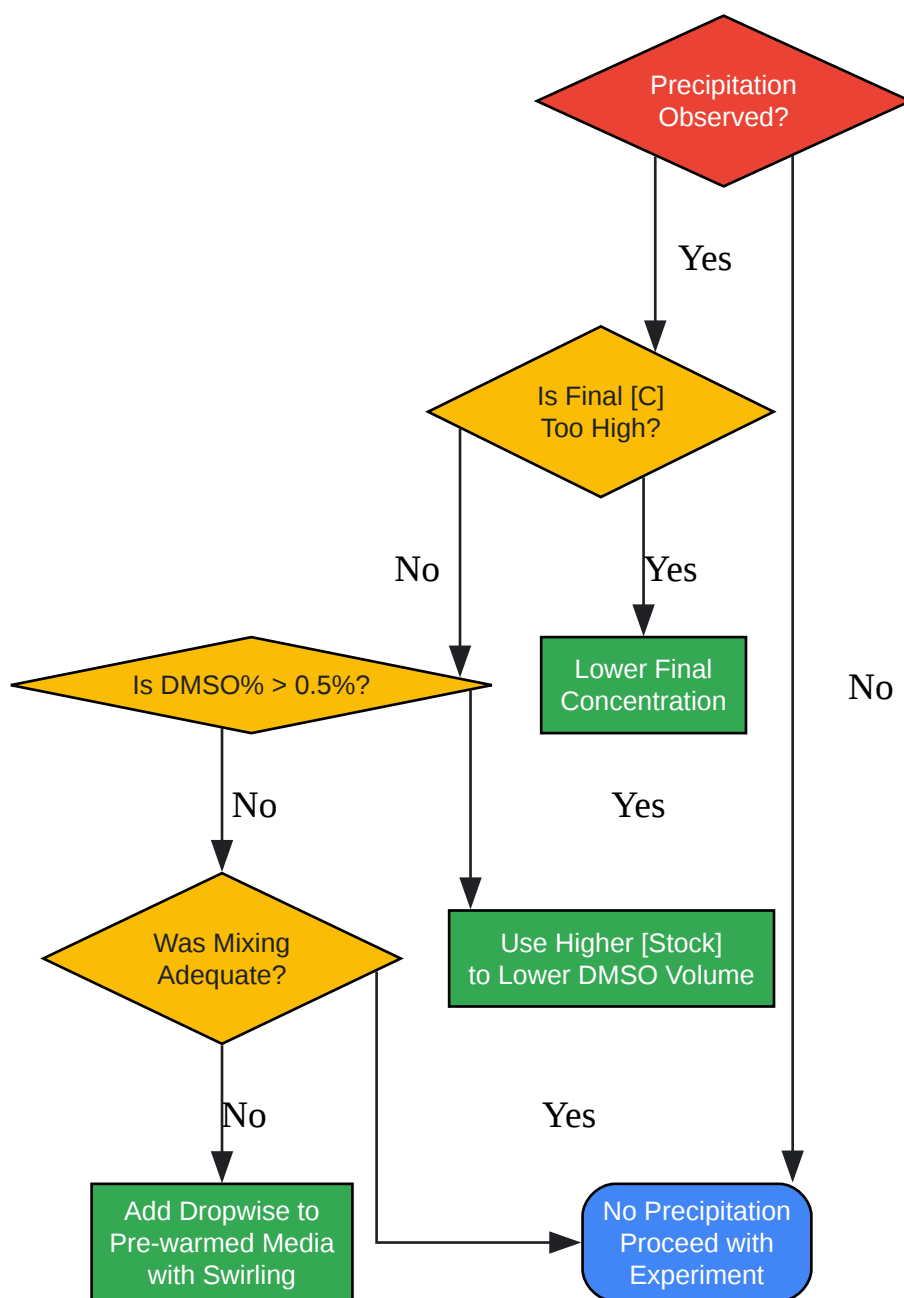 Precipitation
Observed?
Yes
Is Final [C]
Too High?
No
Yes
Lower Final
Concentration
No
Is DMSO% > 0.5%?
No
Yes
Was Mixing
Adequate?
Use Higher [Stock]
to Lower DMSO Volume
No
Yes
Add Dropwise to
Pre-warmed Media
with Swirling
No Precipitation
Proceed with
Experiment